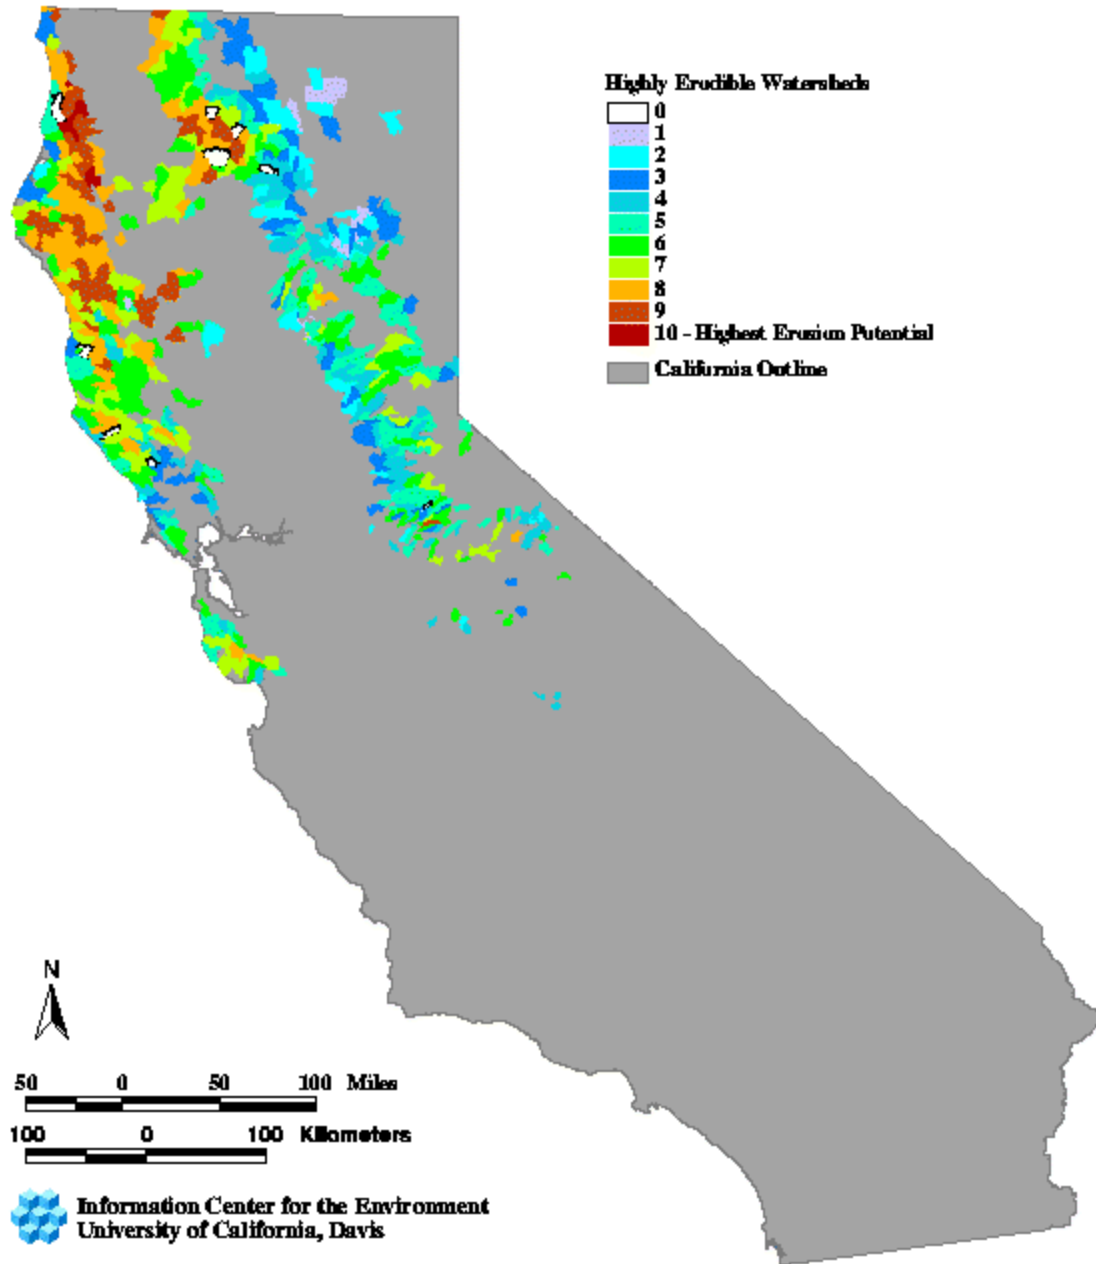 Highly Erodible Watersheds
0
1
2
3
4
5
6
7
8
9
10 - Highest Erosion Potential
California Outline
N
50 0 50 100 Miles
100 0 100 Kilometers
Information Center for the Environment
University of California, Davis